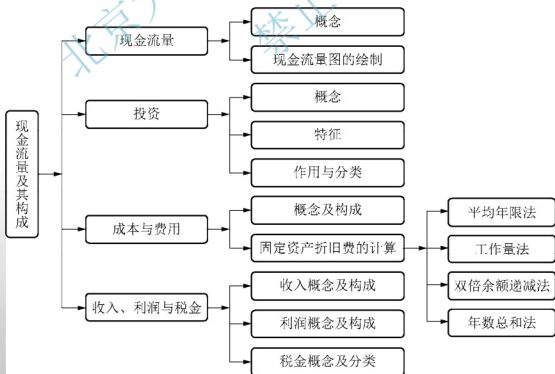 现金流量及其构成
现金流量
概念
现金流量图的绘制
投资
概念
特征
作用与分类
成本与费用
概念及构成
固定资产折旧费的计算
平均年限法
工作量法
双倍余额递减法
年数总和法
收入、利润与税金
收入概念及构成
利润概念及构成
税金概念及分类
北京
禁止